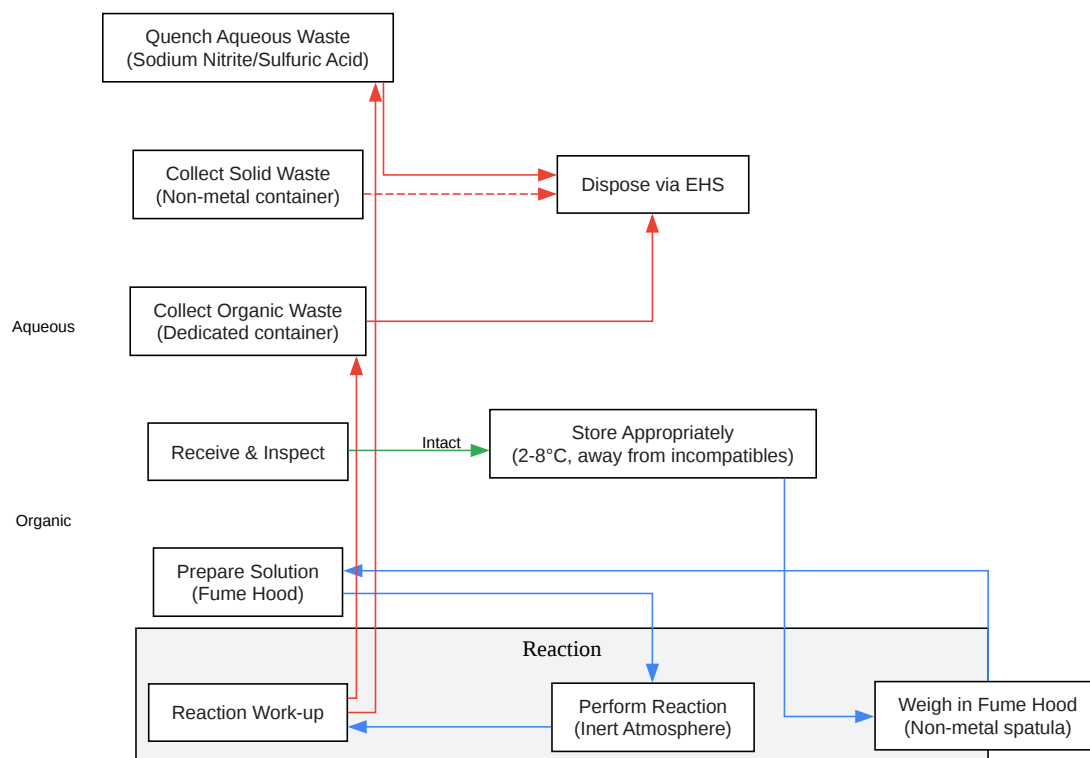 Quench Aqueous Waste
(Sodium Nitrite/Sulfuric Acid)
Collect Solid Waste
(Non-metal container)
Dispose via EHS
Collect Organic Waste
(Dedicated container)
Aqueous
Receive & Inspect
Intact
Store Appropriately
(2-8°C, away from incompatibles)
Organic
Prepare Solution
(Fume Hood)
Reaction
Reaction Work-up
Perform Reaction
(Inert Atmosphere)
Weigh in Fume Hood
(Non-metal spatula)